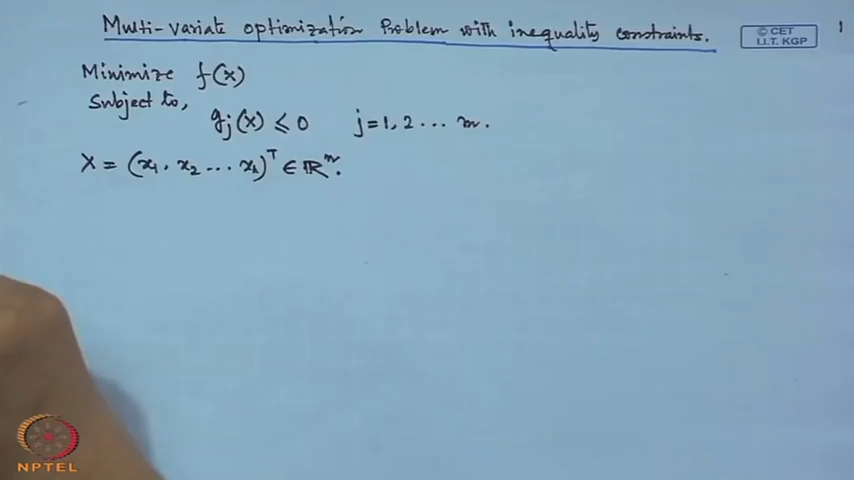 Multi-variate optimization Problem with inequality constraints.
© CET
I.I.T. KGP
1
Minimize f(x)
Subject to,
gj(x) ≤ 0 j = 1, 2 ... m.
X = (x1, x2 ... xn)^T ∈ ℝ^n.
NPTEL